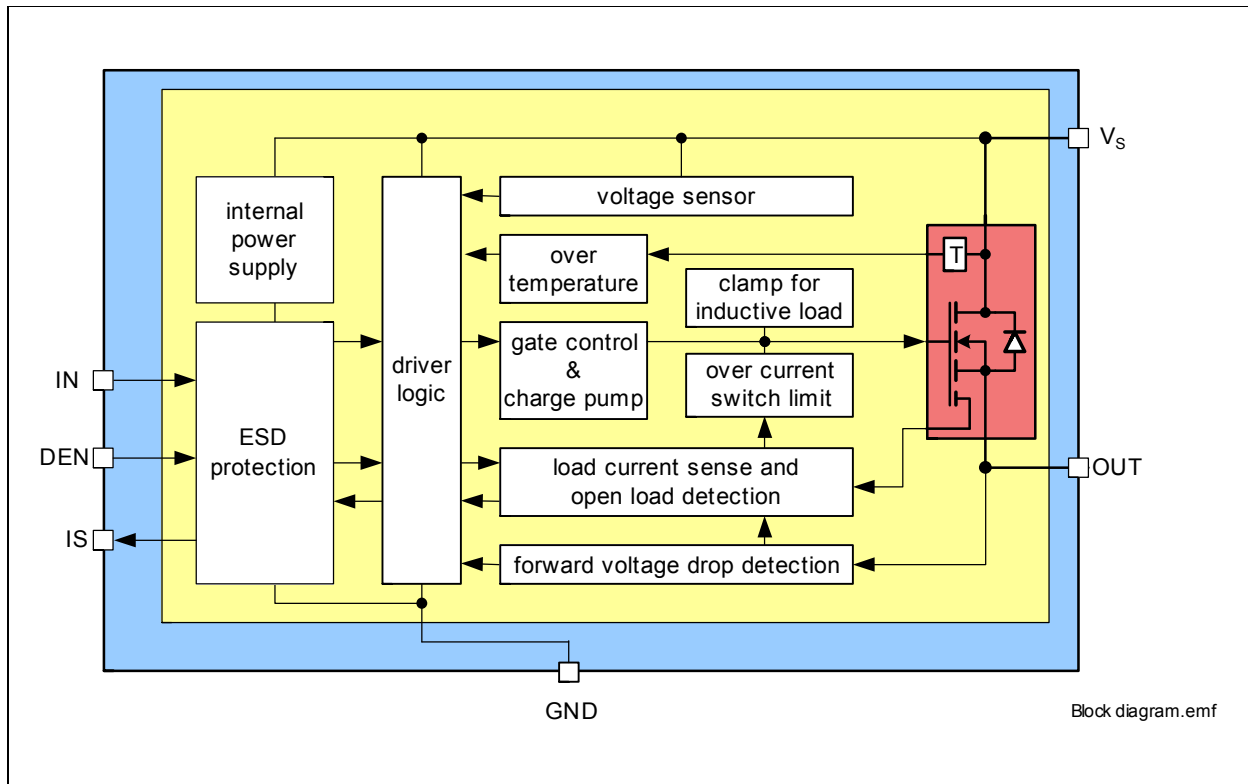 V_S
internal
power
supply
voltage sensor
over
temperature
T
clamp for
inductive load
driver
logic
gate control
&
charge pump
over current
switch limit
IN
DEN
IS
ESD
protection
load current sense and
open load detection
OUT
forward voltage drop detection
GND
Block diagram.emf